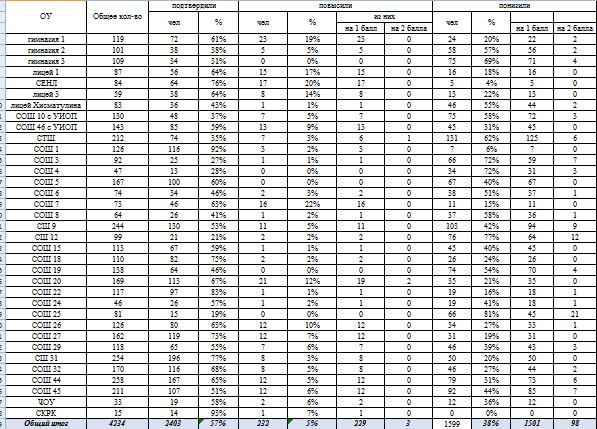 ОУ Общее кол-во подтвердили повысили понизили
из них
чел % чел % на 1 балл на 2 балла чел % на 1 балл на 2 балла
гимназия 1 119 72 61% 23 19% 23 0 24 20% 22 2
гимназия 2 101 38 38% 5 5% 5 0 58 57% 56 2
гимназия 3 109 34 31% 0 0% 0 0 75 69% 71 4
лицей 1 87 56 64% 15 17% 15 0 16 18% 16 0
СЕНЛ 84 64 76% 17 20% 17 0 3 4% 3 0
лицей 3 59 38 64% 8 14% 8 0 13 22% 13 0
лицей Хисматулина 83 36 43% 1 1% 1 0 46 55% 44 2
СОШ 10 с УИОП 130 48 37% 7 5% 7 0 75 58% 72 3
СОШ 46 с УИОП 143 85 59% 13 9% 13 0 45 31% 45 0
СТШ 212 74 35% 7 3% 6 1 131 62% 125 6
СОШ 1 126 116 92% 3 2% 3 0 7 6% 7 0
СОШ 3 92 25 27% 1 1% 1 0 66 72% 59 7
СОШ 4 47 13 28% 0 0% 0 0 34 72% 31 3
СОШ 5 167 100 60% 0 0% 0 0 67 40% 67 0
СОШ 6 74 34 46% 2 3% 2 0 38 51% 37 1
СОШ 7 73 46 63% 16 22% 16 0 11 15% 11 0
СОШ 8 64 26 41% 1 2% 1 0 37 58% 36 1
СШ 9 244 130 53% 11 5% 11 0 103 42% 94 9
СШ 12 99 21 21% 2 2% 2 0 76 77% 64 12
СОШ 15 113 67 59% 1 1% 1 0 45 40% 45 0
СОШ 18 110 82 75% 2 2% 2 0 26 24% 26 0
СОШ 19 138 64 46% 0 0% 0 0 74 54% 70 4
СОШ 20 169 113 67% 21 12% 19 2 35 21% 35 0
СОШ 22 117 97 83% 1 1% 1 0 19 16% 18 1
СОШ 24 46 26 57% 1 2% 1 0 19 41% 18 1
СОШ 25 81 15 19% 0 0% 0 0 66 81% 45 21
СОШ 26 126 80 63% 12 10% 12 0 34 27% 33 1
СОШ 27 162 119 73% 12 7% 12 0 31 19% 31 0
СОШ 29 118 65 55% 7 6% 7 0 46 39% 43 3
СШ 31 254 196 77% 8 3% 8 0 50 20% 50 0
СОШ 32 170 116 68% 8 5% 8 0 46 27% 44 2
СОШ 44 258 167 65% 12 5% 12 0 79 31% 73 6
СОШ 45 211 107 51% 12 6% 12 0 92 44% 85 7
ЧОУ 33 19 58% 2 6% 2 0 12 36% 12 0
СКРК 15 14 93% 1 7% 1 0 0 0% 0 0
Общий итог 4234 2403 57% 232 5% 229 3 1599 38% 1501 98